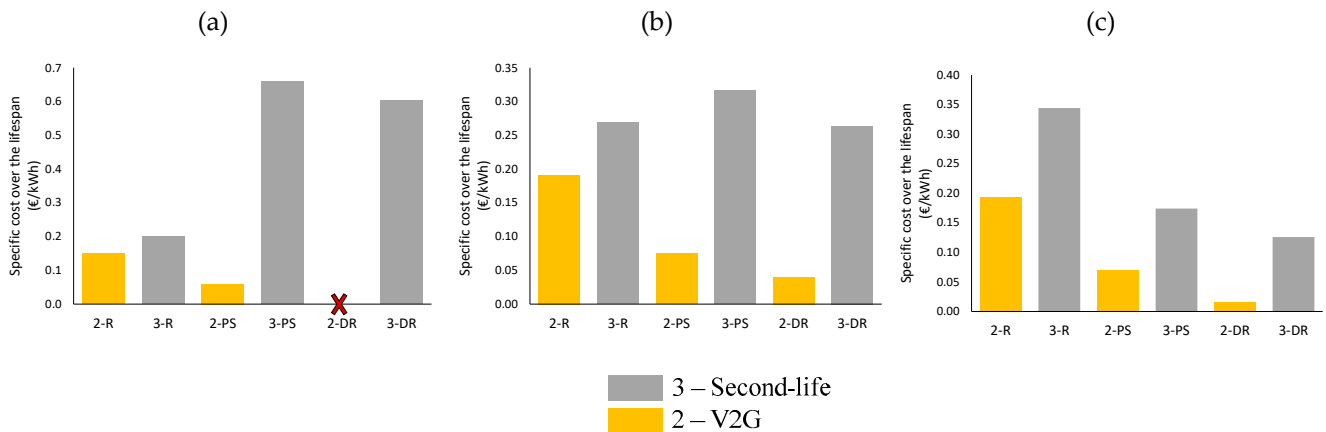 (a)
(b)
(c)
Specific cost over the lifespan
(€/kWh)
0.7
0.6
0.5
0.4
0.3
0.2
0.1
0.0
2-R 3-R 2-PS 3-PS 2-DR 3-DR
Specific cost over the lifespan
(€/kWh)
0.35
0.30
0.25
0.20
0.15
0.10
0.05
0.00
2-R 3-R 2-PS 3-PS 2-DR 3-DR
Specific cost over the lifespan
(€/kWh)
0.40
0.35
0.30
0.25
0.20
0.15
0.10
0.05
0.00
2-R 3-R 2-PS 3-PS 2-DR 3-DR
3 – Second-life
2 – V2G